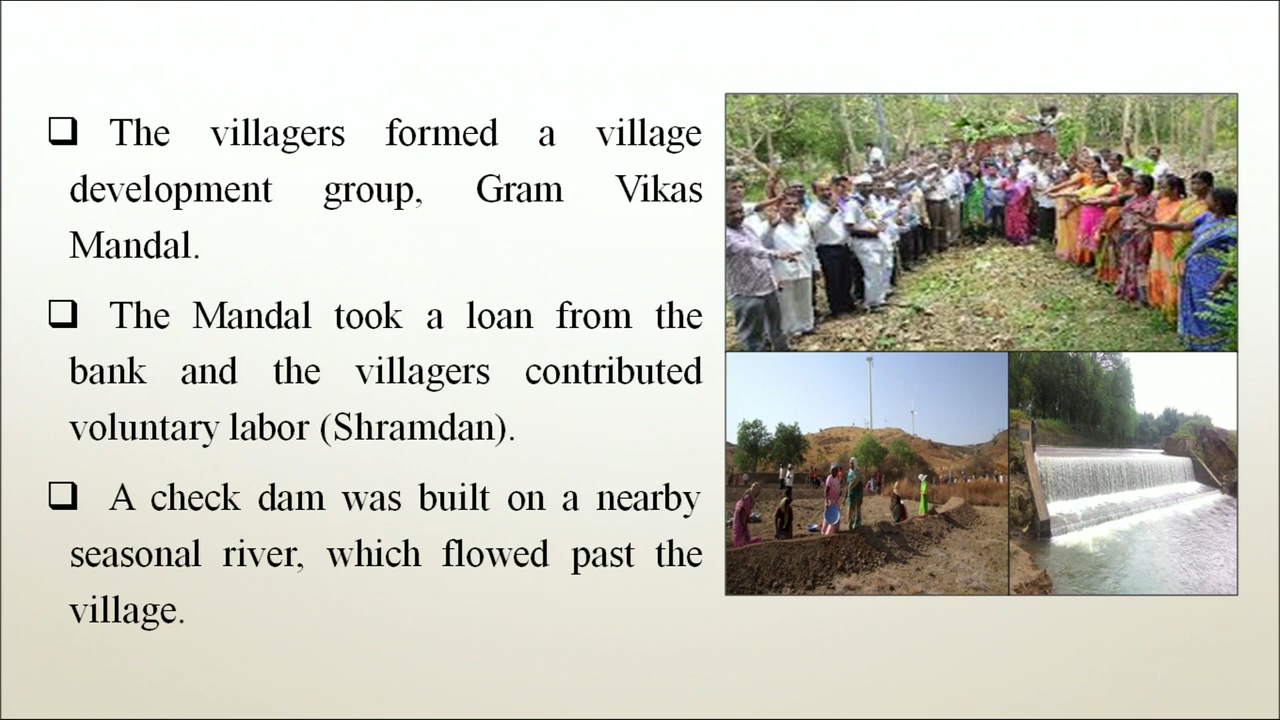 ❑ The villagers formed a village
development group, Gram Vikas
Mandal.
❑ The Mandal took a loan from the
bank and the villagers contributed
voluntary labor (Shramdan).
❑ A check dam was built on a nearby
seasonal river, which flowed past the
village.